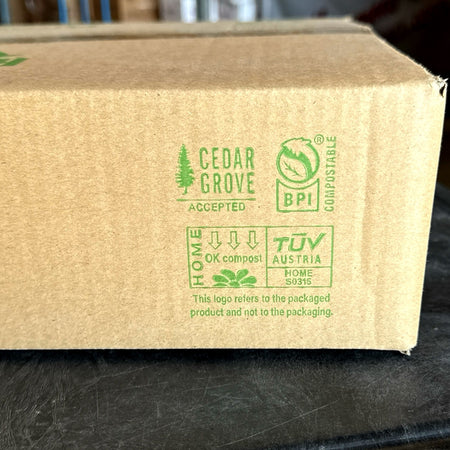 CEDAR
GROVE
ACCEPTED
BPI
®
COMPOSTABLE
HOME
OK compost
TÜV
AUSTRIA
HOME
S0315
This logo refers to the packaged
product and not to the packaging.